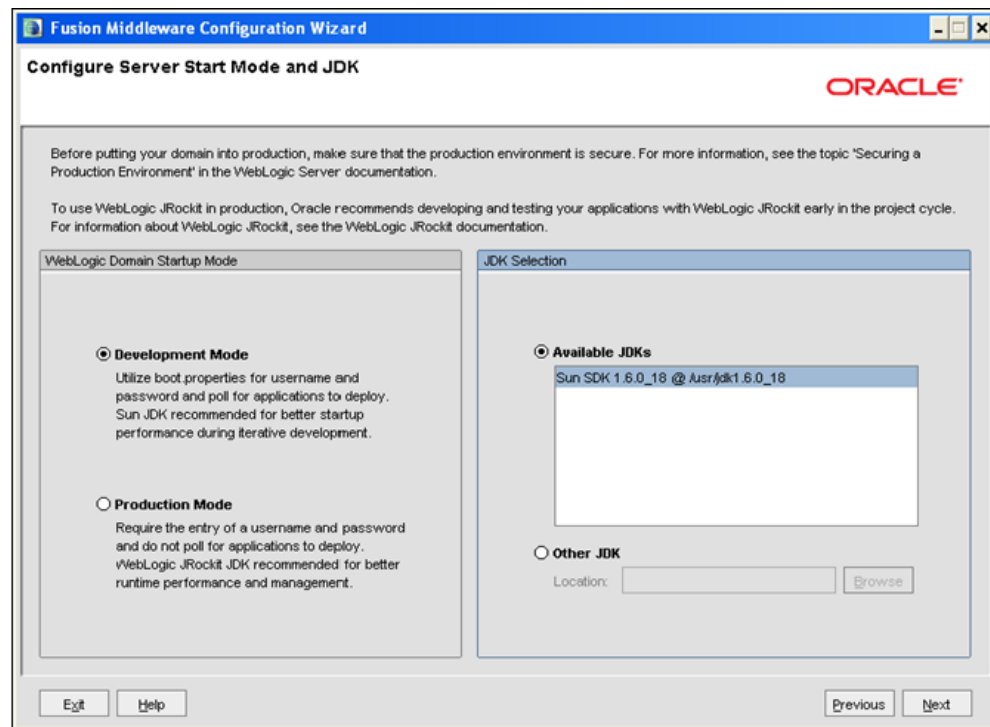 Fusion Middleware Configuration Wizard
Configure Server Start Mode and JDK
ORACLE
Before putting your domain into production, make sure that the production environment is secure. For more information, see the topic 'Securing a
Production Environment' in the WebLogic Server documentation.
To use WebLogic JRockit in production, Oracle recommends developing and testing your applications with WebLogic JRockit early in the project cycle.
For information about WebLogic JRockit, see the WebLogic JRockit documentation.
WebLogic Domain Startup Mode
Development Mode
Utilize boot.properties for username and
password and poll for applications to deploy.
Sun JDK recommended for better startup
performance during iterative development.
Production Mode
Require the entry of a username and password
and do not poll for applications to deploy.
WebLogic JRockit JDK recommended for better
runtime performance and management.
JDK Selection
Available JDKs
Sun SDK 1.6.0_18 @ /usr/jdk1.6.0_18
Other JDK
Location:
Browse
Exit
Help
Previous
Next